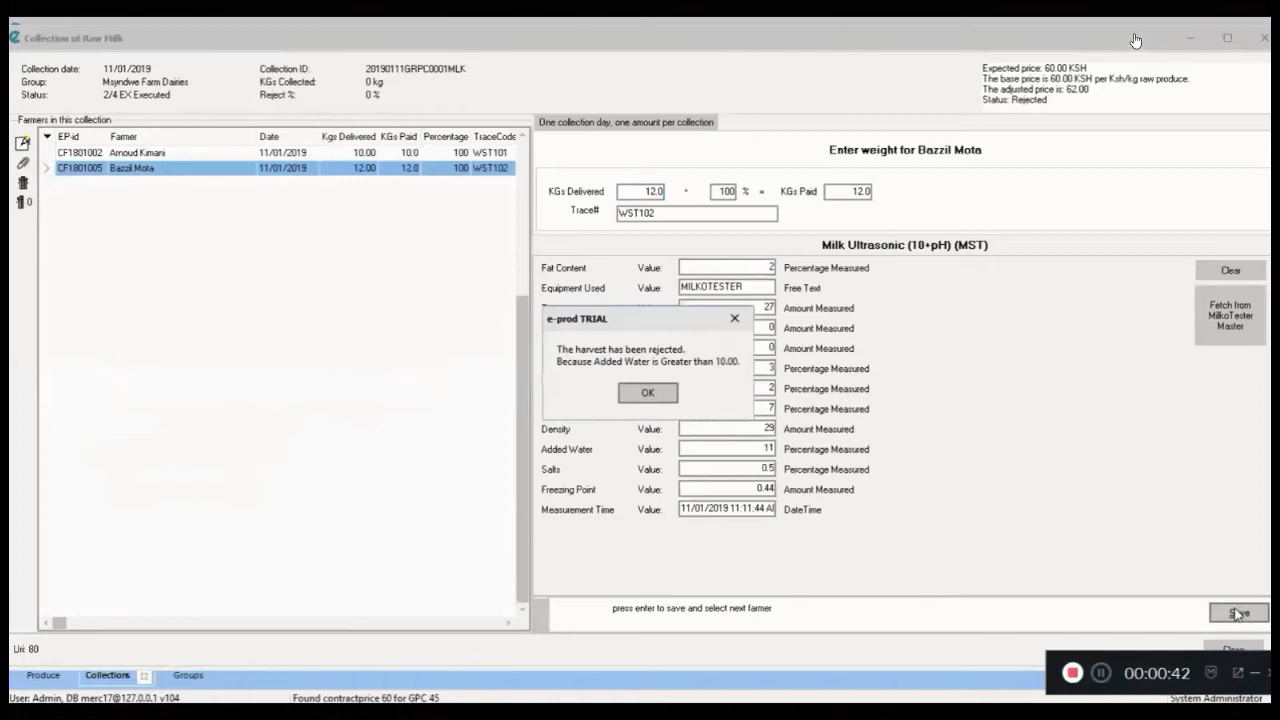 Collection of Raw Milk
Collection date: 11/01/2019 Collection ID: 20190111GRPC0001MLK
Group: Msyndwe Farm Dairies KGs Collected: 0 kg
Status: 2/4 EX Executed Reject %: 0 %
Expected price: 60.00 KSH
The base price is 60.00 KSH per Ksh/kg raw produce.
The adjusted price is: 62.00
Status: Rejected
Farmers in this collection
EP-id Farmer Date Kgs Delivered KGs Paid Percentage TraceCode
CF1801002 Arnoud Kimani 11/01/2019 10.00 10.0 100 WST101
CF1801005 Bazzil Mota 11/01/2019 12.00 12.0 100 WST102
0
One collection day, one amount per collection
Enter weight for Bazzil Mota
KGs Delivered 12.0 * 100 % = KGs Paid 12.0
Trace# WST102
Milk Ultrasonic (10+pH) (MST)
Fat Content Value: 2 Percentage Measured
Equipment Used Value: MILKOTESTER Free Text
27 Amount Measured
0 Amount Measured
0 Amount Measured
3 Percentage Measured
2 Percentage Measured
7 Percentage Measured
Density Value: 29 Amount Measured
Added Water Value: 11 Percentage Measured
Salts Value: 0.5 Percentage Measured
Freezing Point Value: 0.44 Amount Measured
Measurement Time Value: 11/01/2019 11:11:44 AM DateTime
Clear
Fetch from
MilkoTester
Master
e-prod TRIAL
The harvest has been rejected.
Because Added Water is Greater than 10.00.
OK
press enter to save and select next farmer
Save
Uri: 80
Produce Collections Groups
00:00:42
User: Admin, DB merc17@127.0.0.1 v104 Found contractprice 60 for GPC 45 System Administrator